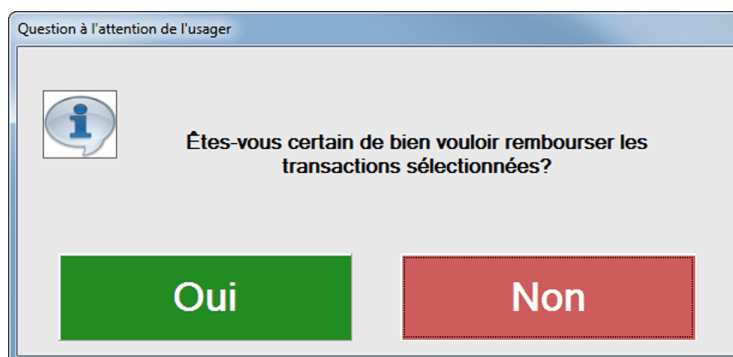 Question à l'attention de l'usager
Êtes-vous certain de bien vouloir rembourser les
transactions sélectionnées?
Oui
Non